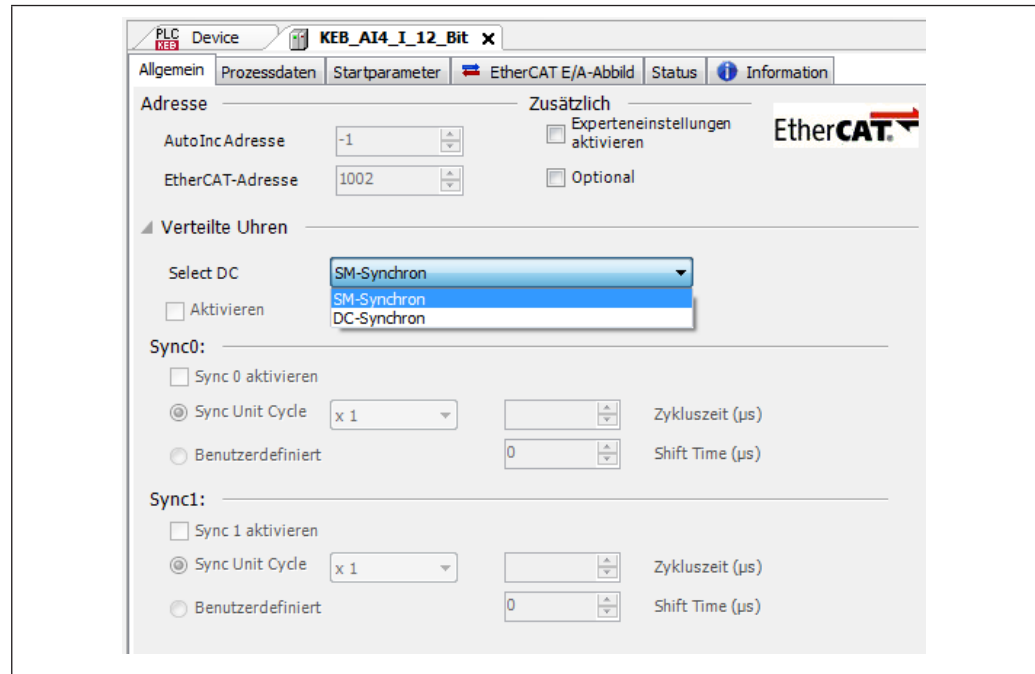 PLC KEB Device KEB_AI4_I_12_Bit x
Allgemein Prozessdaten Startparameter EtherCAT E/A-Abbild Status i Information
Adresse Zusätzlich
AutoInc Adresse -1 Experteneinstellungen aktivieren EtherCAT.
EtherCAT-Adresse 1002 Optional
Verteilte Uhren
Select DC SM-Synchron
Aktivieren SM-Synchron
DC-Synchron
Sync0:
Sync 0 aktivieren
Sync Unit Cycle x 1 Zykluszeit (µs)
Benutzerdefiniert 0 Shift Time (µs)
Sync1:
Sync 1 aktivieren
Sync Unit Cycle x 1 Zykluszeit (µs)
Benutzerdefiniert 0 Shift Time (µs)